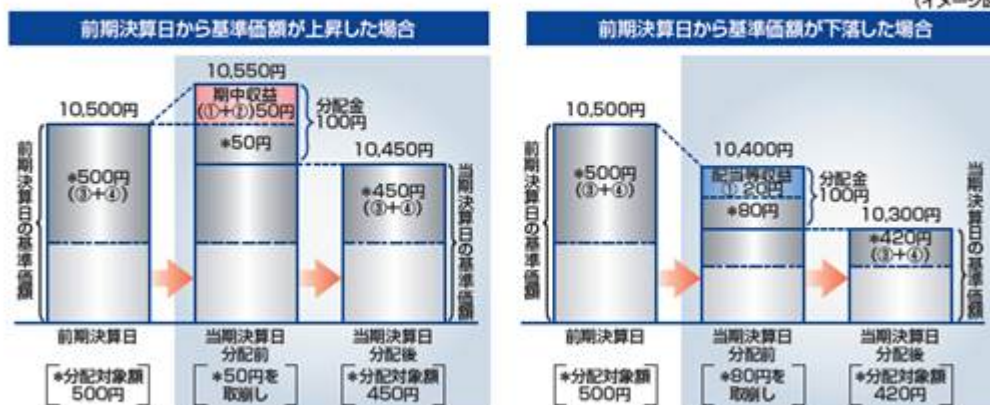 (イメージ図
前期決算日から基準価額が上昇した場合
10,500円
10,550円
期中収益
(①+②)50円
*50円
分配金
100円
10,450円
*500円
(③+④)
*450円
(③+④)
前期決算日の基準価額
当期決算日の基準価額
前期決算日
当期決算日
分配前
当期決算日
分配後
*分配対象額
500円
*50円を
取崩し
*分配対象額
450円
前期決算日から基準価額が下落した場合
10,500円
10,400円
配当等収益
① 20円
*80円
分配金
100円
10,300円
*500円
(③+④)
*420円
(③+④)
前期決算日の基準価額
当期決算日の基準価額
前期決算日
当期決算日
分配前
当期決算日
分配後
*分配対象額
500円
*80円を
取崩し
*分配対象額
420円